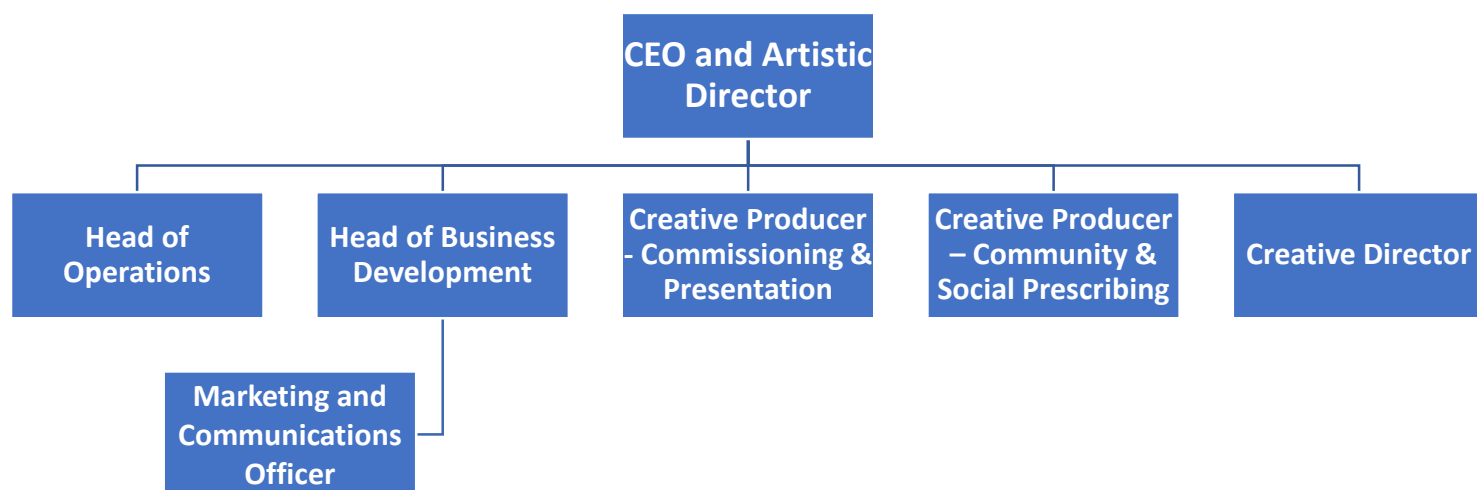 CEO and Artistic
Director
Head of
Operations
Head of Business
Development
Creative Producer
- Commissioning &
Presentation
Creative Producer
– Community &
Social Prescribing
Creative Director
Marketing and
Communications
Officer